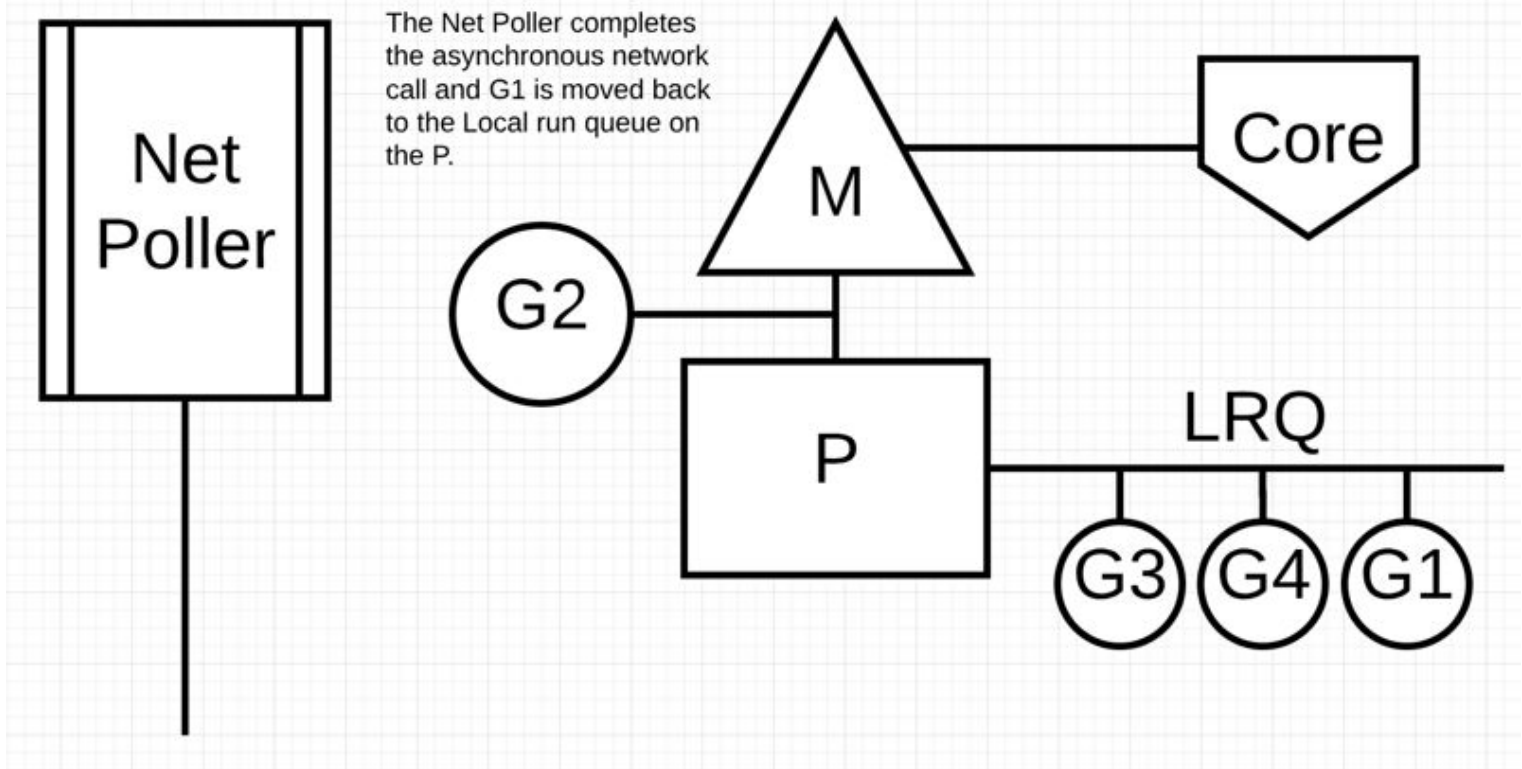 Net
Poller
The Net Poller completes
the asynchronous network
call and G1 is moved back
to the Local run queue on
the P.
M
Core
G2
P
LRQ
G3
G4
G1